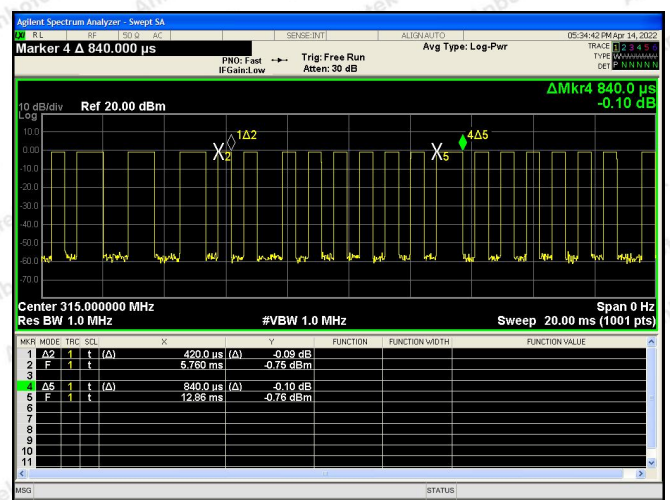 Agilent Spectrum Analyzer - Swept SA
RL RF 50 Ω AC SENSE:INT ALIGN AUTO 05:34:42 PM Apr 14, 2022
Marker 4 Δ 840.000 µs
PNO: Fast
IFGain:Low
Trig: Free Run
Atten: 30 dB
Avg Type: Log-Pwr
TRACE 1 2 3 4 5 6
TYPE W
DET P N N N N N
ΔMkr4 840.0 µs
-0.10 dB
10 dB/div Ref 20.00 dBm
Log
10.0
0.00
-10.0
-20.0
-30.0
-40.0
-50.0
-60.0
-70.0
X2
1Δ2
X5
4Δ5
Center 315.000000 MHz Span 0 Hz
Res BW 1.0 MHz #VBW 1.0 MHz Sweep 20.00 ms (1001 pts)
MKR MODE TRC SCL X Y FUNCTION FUNCTION WIDTH FUNCTION VALUE
1 Δ2 1 t (Δ) 420.0 µs (Δ) -0.09 dB
2 F 1 t 5.760 ms -0.75 dBm
3
4 Δ5 1 t (Δ) 840.0 µs (Δ) -0.10 dB
5 F 1 t 12.86 ms -0.76 dBm
6
7
8
9
10
11
MSG STATUS